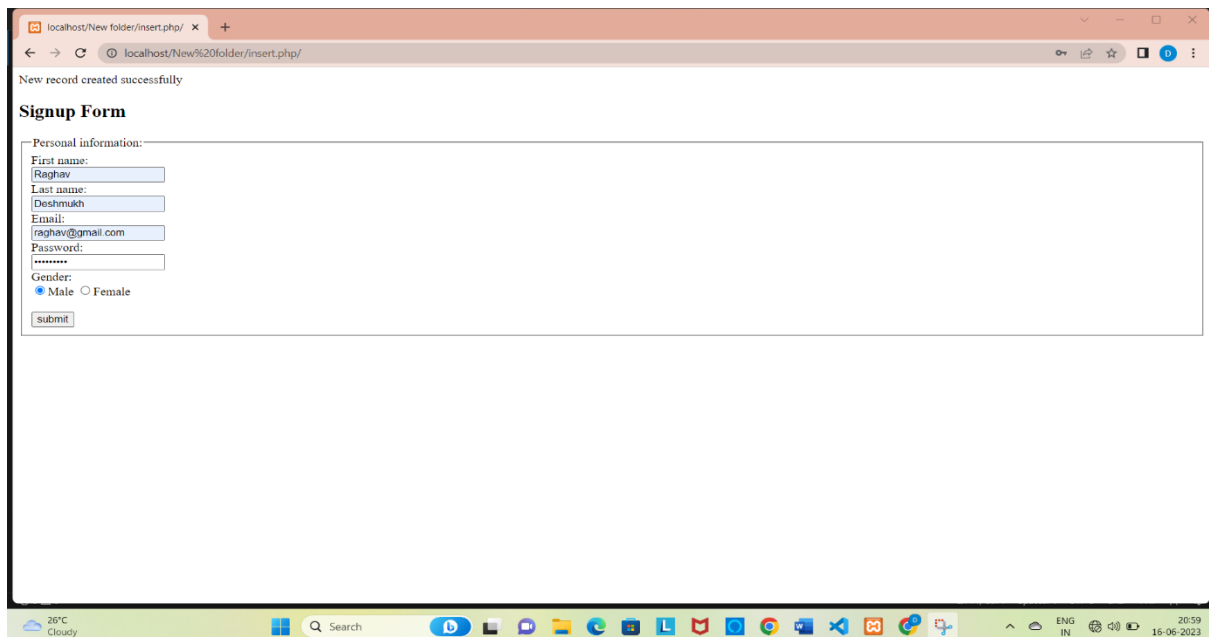 localhost/New folder/insert.php/
localhost/New%20folder/insert.php/
D
New record created successfully
Signup Form
Personal information:
First name:
Raghav
Last name:
Deshmukh
Email:
raghav@gmail.com
Password:
•••••••••
Gender:
Male Female
submit
26°C
Cloudy
Search
ENG
IN
20:59
16-06-2023